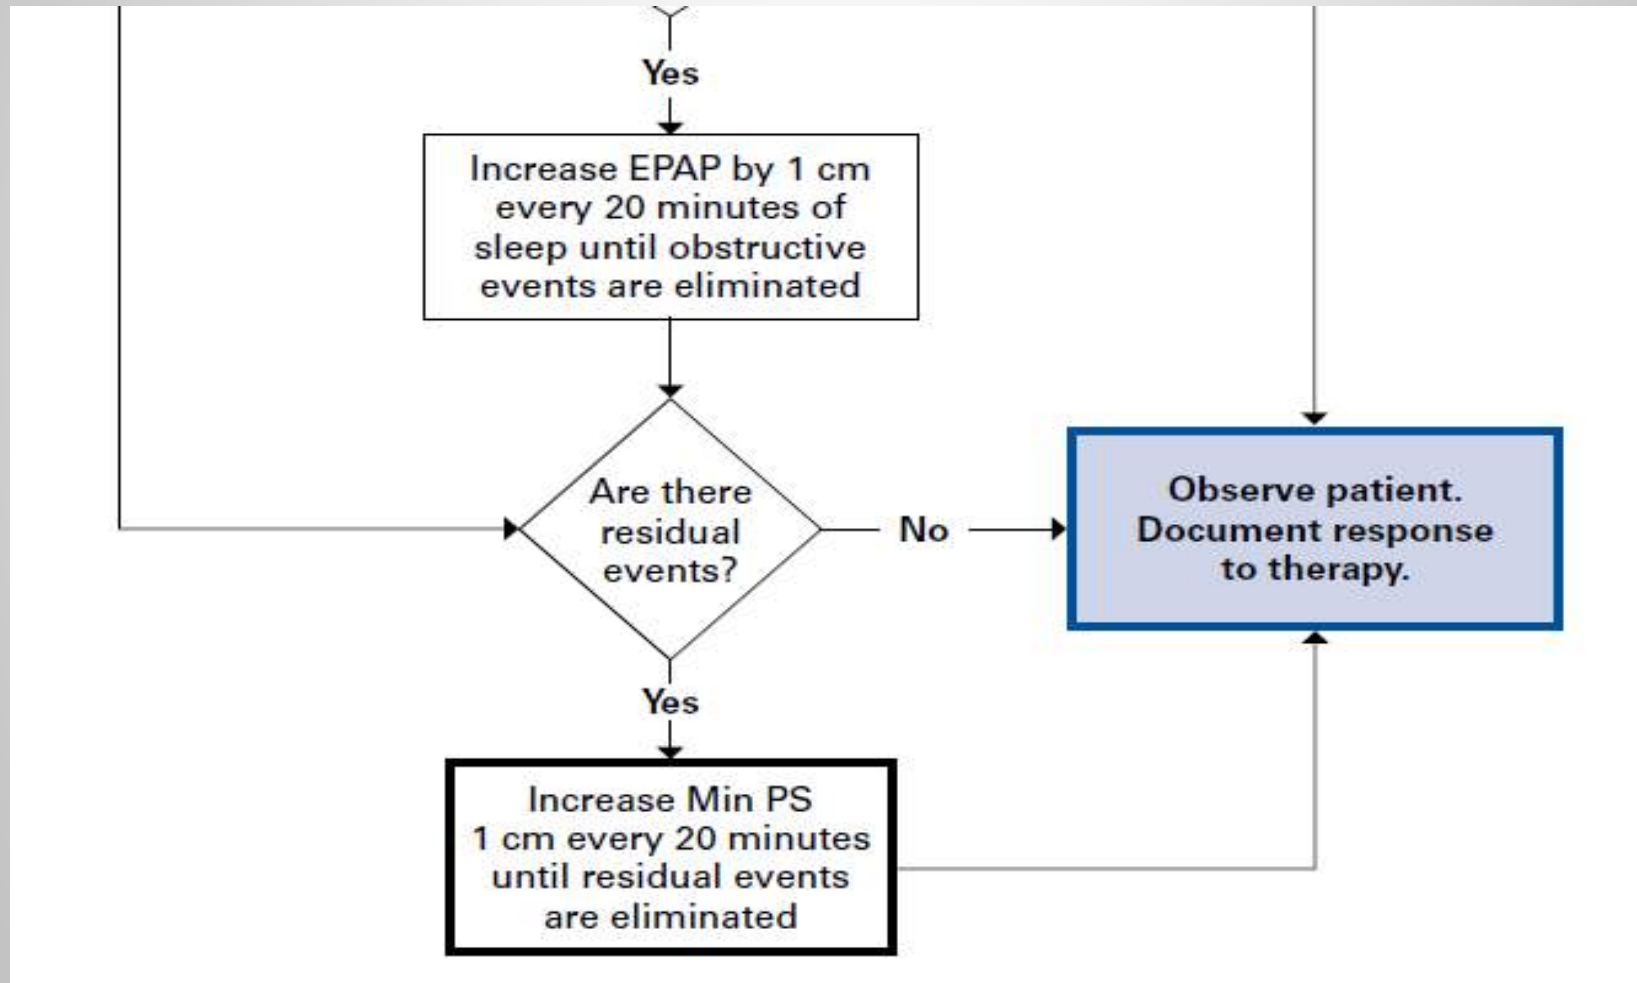 Yes
Increase EPAP by 1 cm
every 20 minutes of
sleep until obstructive
events are eliminated
Are there
residual
events?
No
Observe patient.
Document response
to therapy.
Yes
Increase Min PS
1 cm every 20 minutes
until residual events
are eliminated